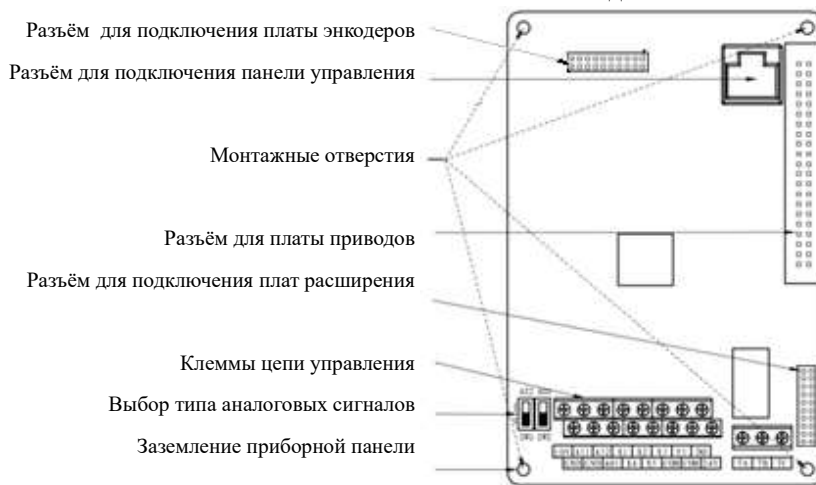 Разъём для подключения платы энкодеров
Разъём для подключения панели управления
Монтажные отверстия
Разъём для платы приводов
Разъём для подключения плат расширения
Клеммы цепи управления
Выбор типа аналоговых сигналов
Заземление приборной панели